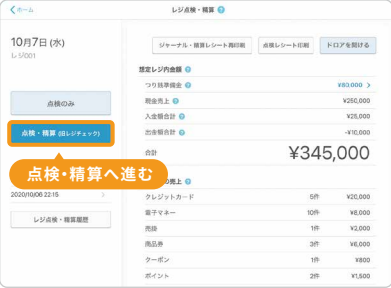 くホーム
レジ点検・精算 ?
10月7日 (水)
レジ001
ジャーナル・精算レシート再印刷
点検レシート印刷
ドロアを開ける
点検のみ
点検・精算 (旧レジチェック)
点検・精算へ進む
2020/10/06 22:15
レジ点検・精算履歴
想定レジ内金額 ?
つり銭準備金 ? ¥80,000 >
現金売上 ? ¥250,000
入金額合計 ? ¥25,000
出金額合計 ? -¥10,000
合計 ¥345,000
の売上 ?
クレジットカード 5件 ¥20,000
電子マネー 10件 ¥8,000
売掛 1件 ¥2,000
商品券 3件 ¥6,000
クーポン 1件 ¥800
ポイント 2件 ¥1,500